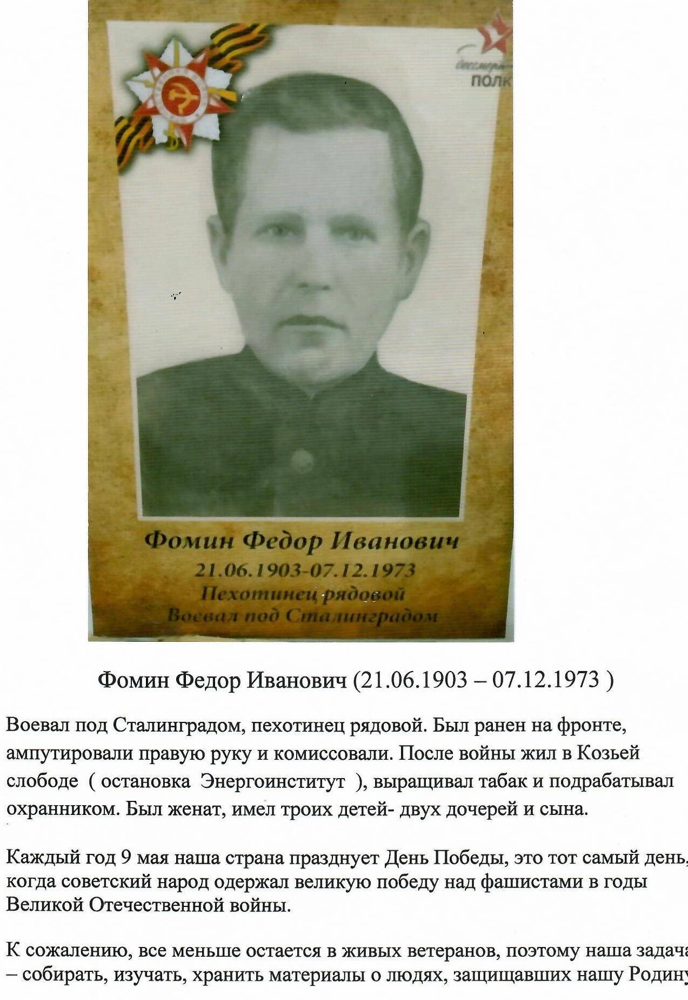 ПОЛК
Фомин Федор Иванович
21.06.1903-07.12.1973
Пехотинец рядовой
Воевал под Сталинградом
Фомин Федор Иванович (21.06.1903 – 07.12.1973 )
Воевал под Сталинградом, пехотинец рядовой. Был ранен на фронте,
ампутировали правую руку и комиссовали. После войны жил в Козьей
слободе ( остановка Энергоинститут ), выращивал табак и подрабатывал
охранником. Был женат, имел троих детей- двух дочерей и сына.
Каждый год 9 мая наша страна празднует День Победы, это тот самый день,
когда советский народ одержал великую победу над фашистами в годы
Великой Отечественной войны.
К сожалению, все меньше остается в живых ветеранов, поэтому наша задача
– собирать, изучать, хранить материалы о людях, защищавших нашу Родину